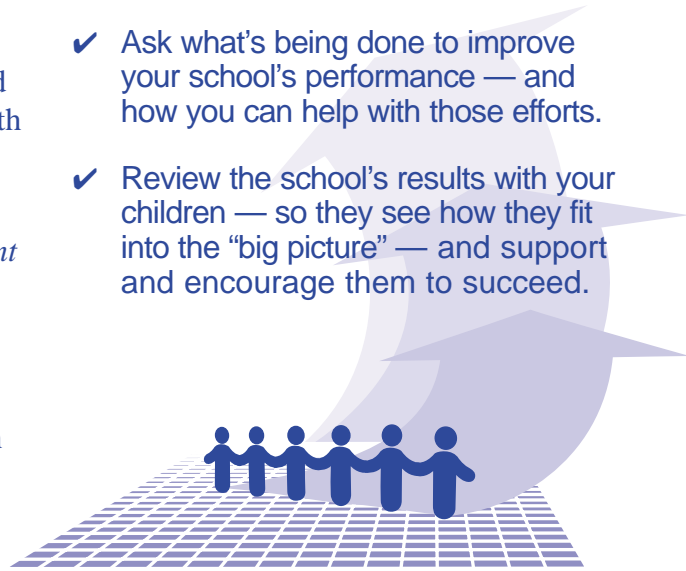 ✔ Ask what's being done to improve
your school's performance — and
how you can help with those efforts.
✔ Review the school's results with your
children — so they see how they fit
into the “big picture” — and support
and encourage them to succeed.